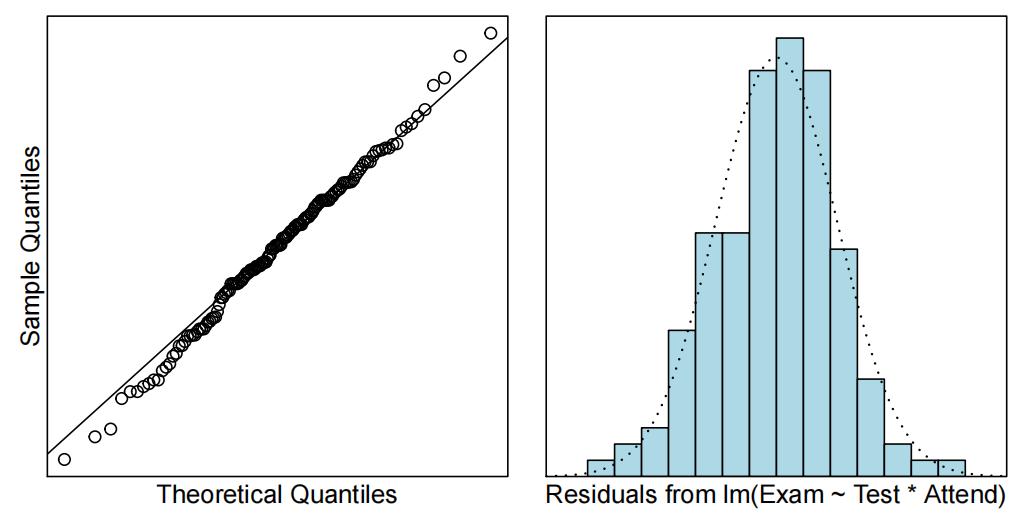 Sample Quantiles
Theoretical Quantiles
Residuals from lm(Exam ~ Test * Attend)